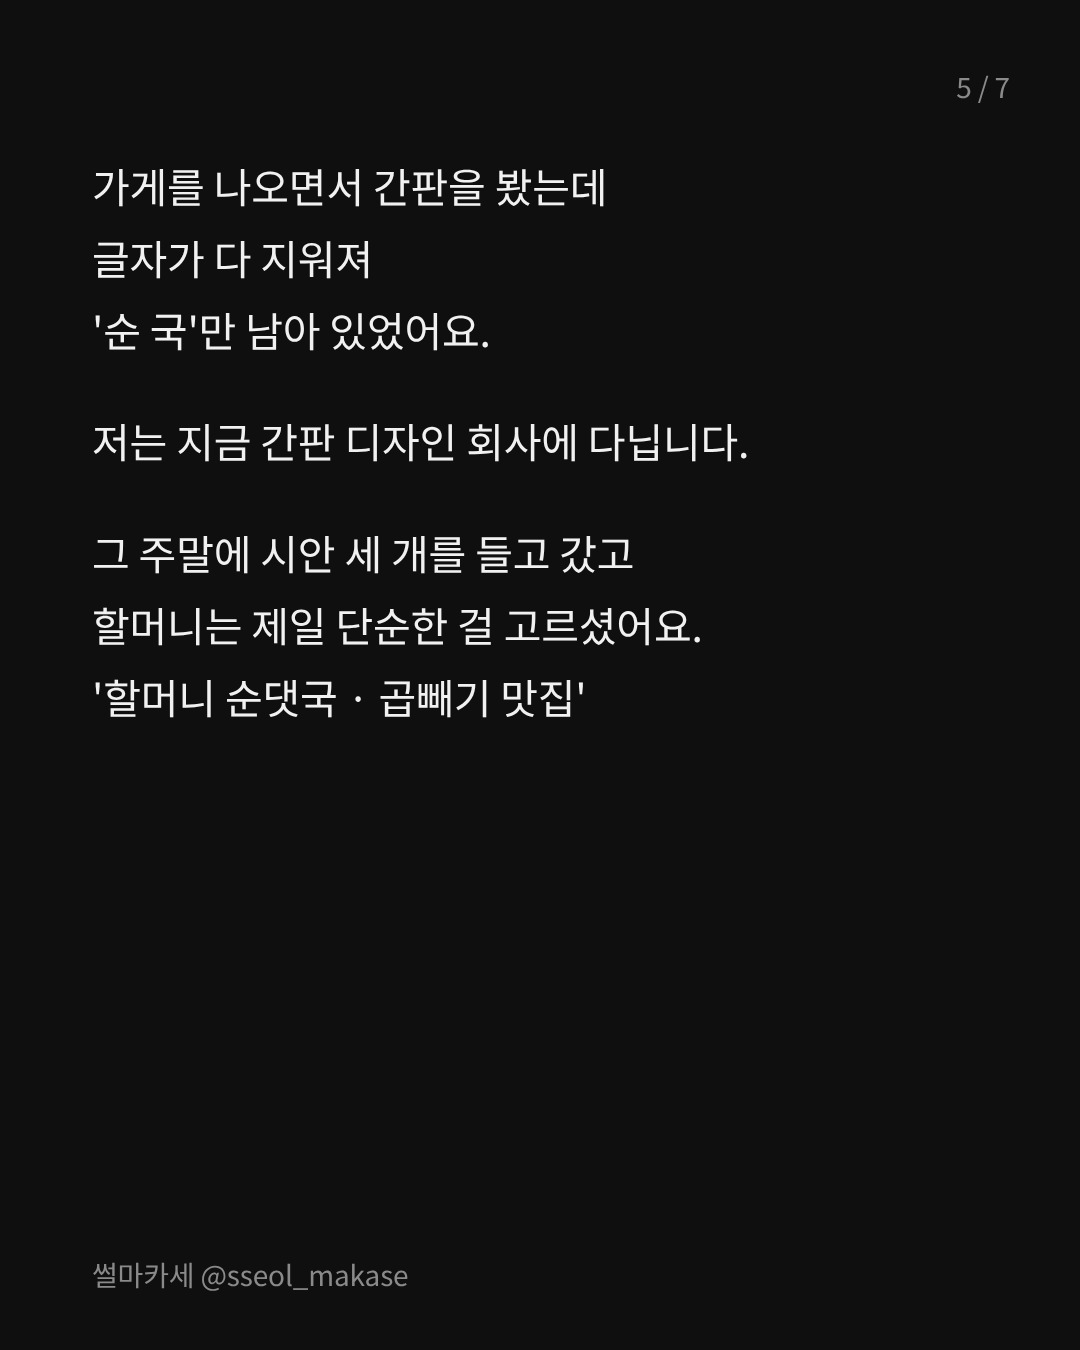 5 / 7
가게를 나오면서 간판을 봤는데
글자가 다 지워져
'순 국'만 남아 있었어요.
저는 지금 간판 디자인 회사에 다닙니다.
그 주말에 시안 세 개를 들고 갔고
할머니는 제일 단순한 걸 고르셨어요.
'할머니 순댓국 · 곱빼기 맛집'
썰마카세 @sseol_makase